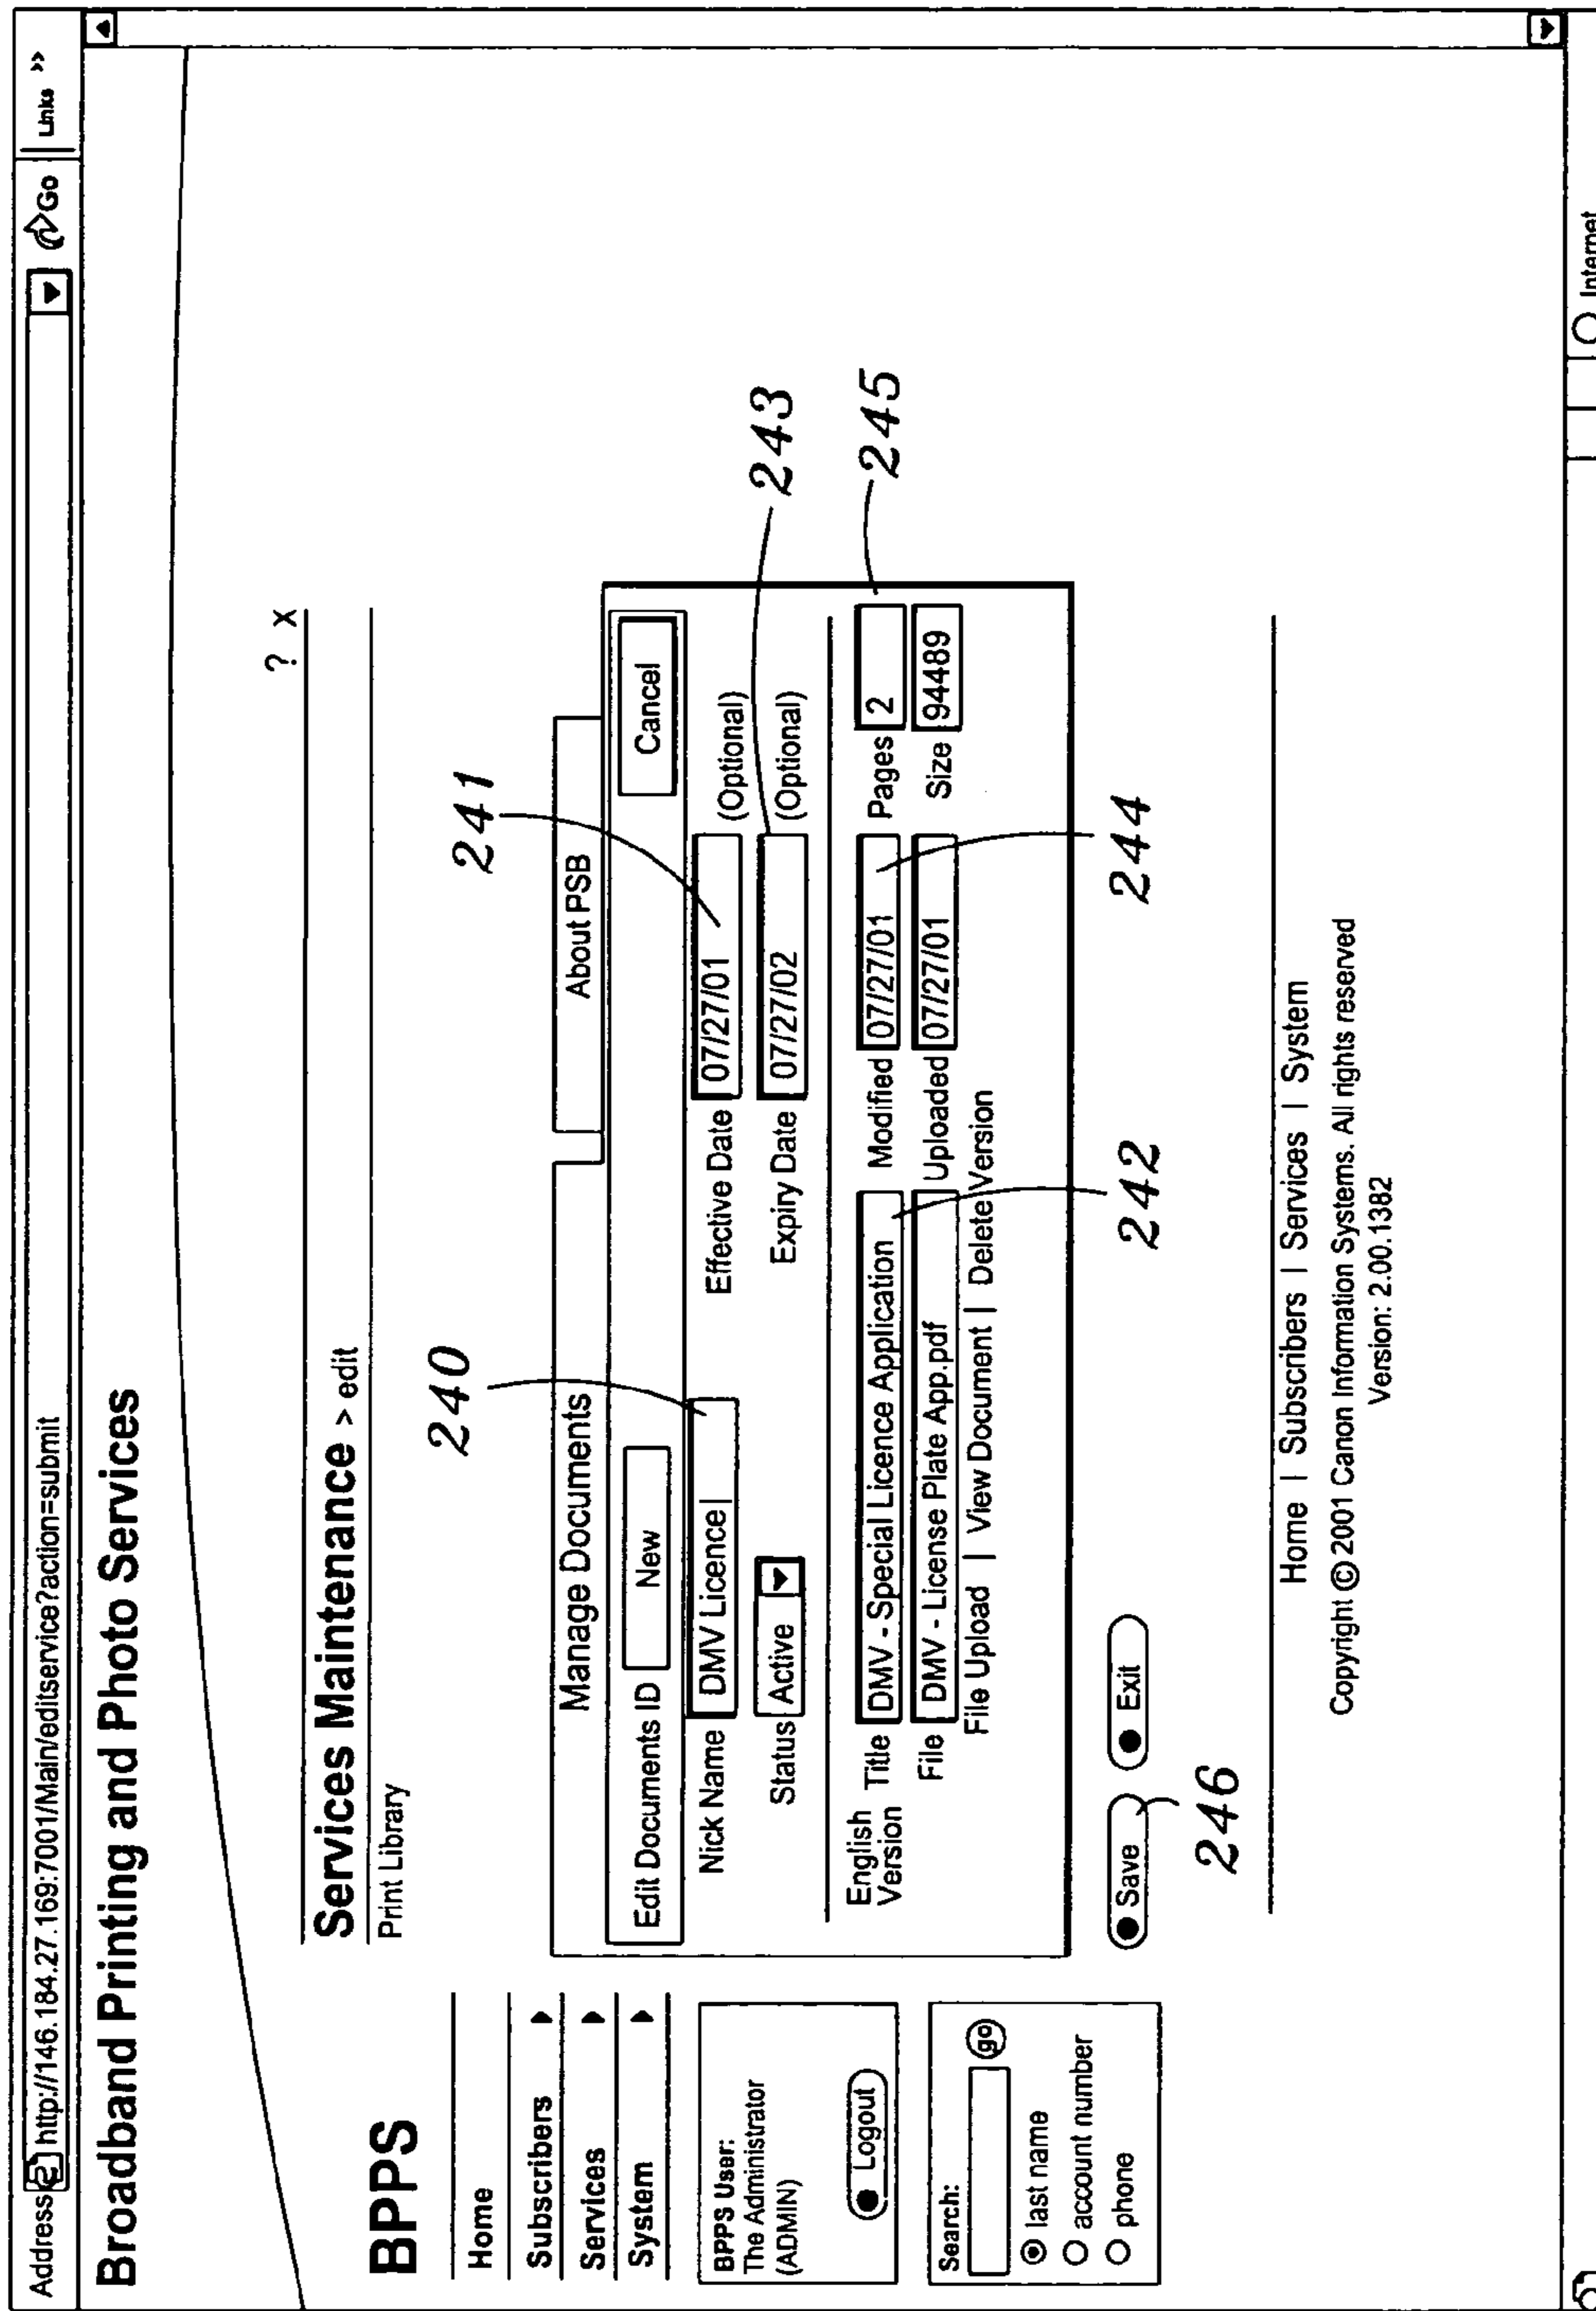 Address http://146.184.27.169:7001/Main/editservice?action=submit Go Links »
Broadband Printing and Photo Services
BPPS
Home
Subscribers
Services
System
BPPS User:
The Administrator
(ADMIN)
Logout
Search:
go
last name
account number
phone
? X
Services Maintenance > edit
Print Library
240
241
Manage Documents About PSB
Edit Documents ID New Cancel
Nick Name DMV Licence Effective Date 07/27/01 (Optional)
Status Active Expiry Date 07/27/02 (Optional)
243
English
Version
Title DMV - Special Licence Application Modified 07/27/01 Pages 2
File DMV - License Plate App.pdf Uploaded 07/27/01 Size 94489
File Upload | View Document | Delete Version
245
Save Exit
246
242
244
Home | Subscribers | Services | System
Copyright © 2001 Canon Information Systems. All rights reserved
Version: 2.00.1382
Internet